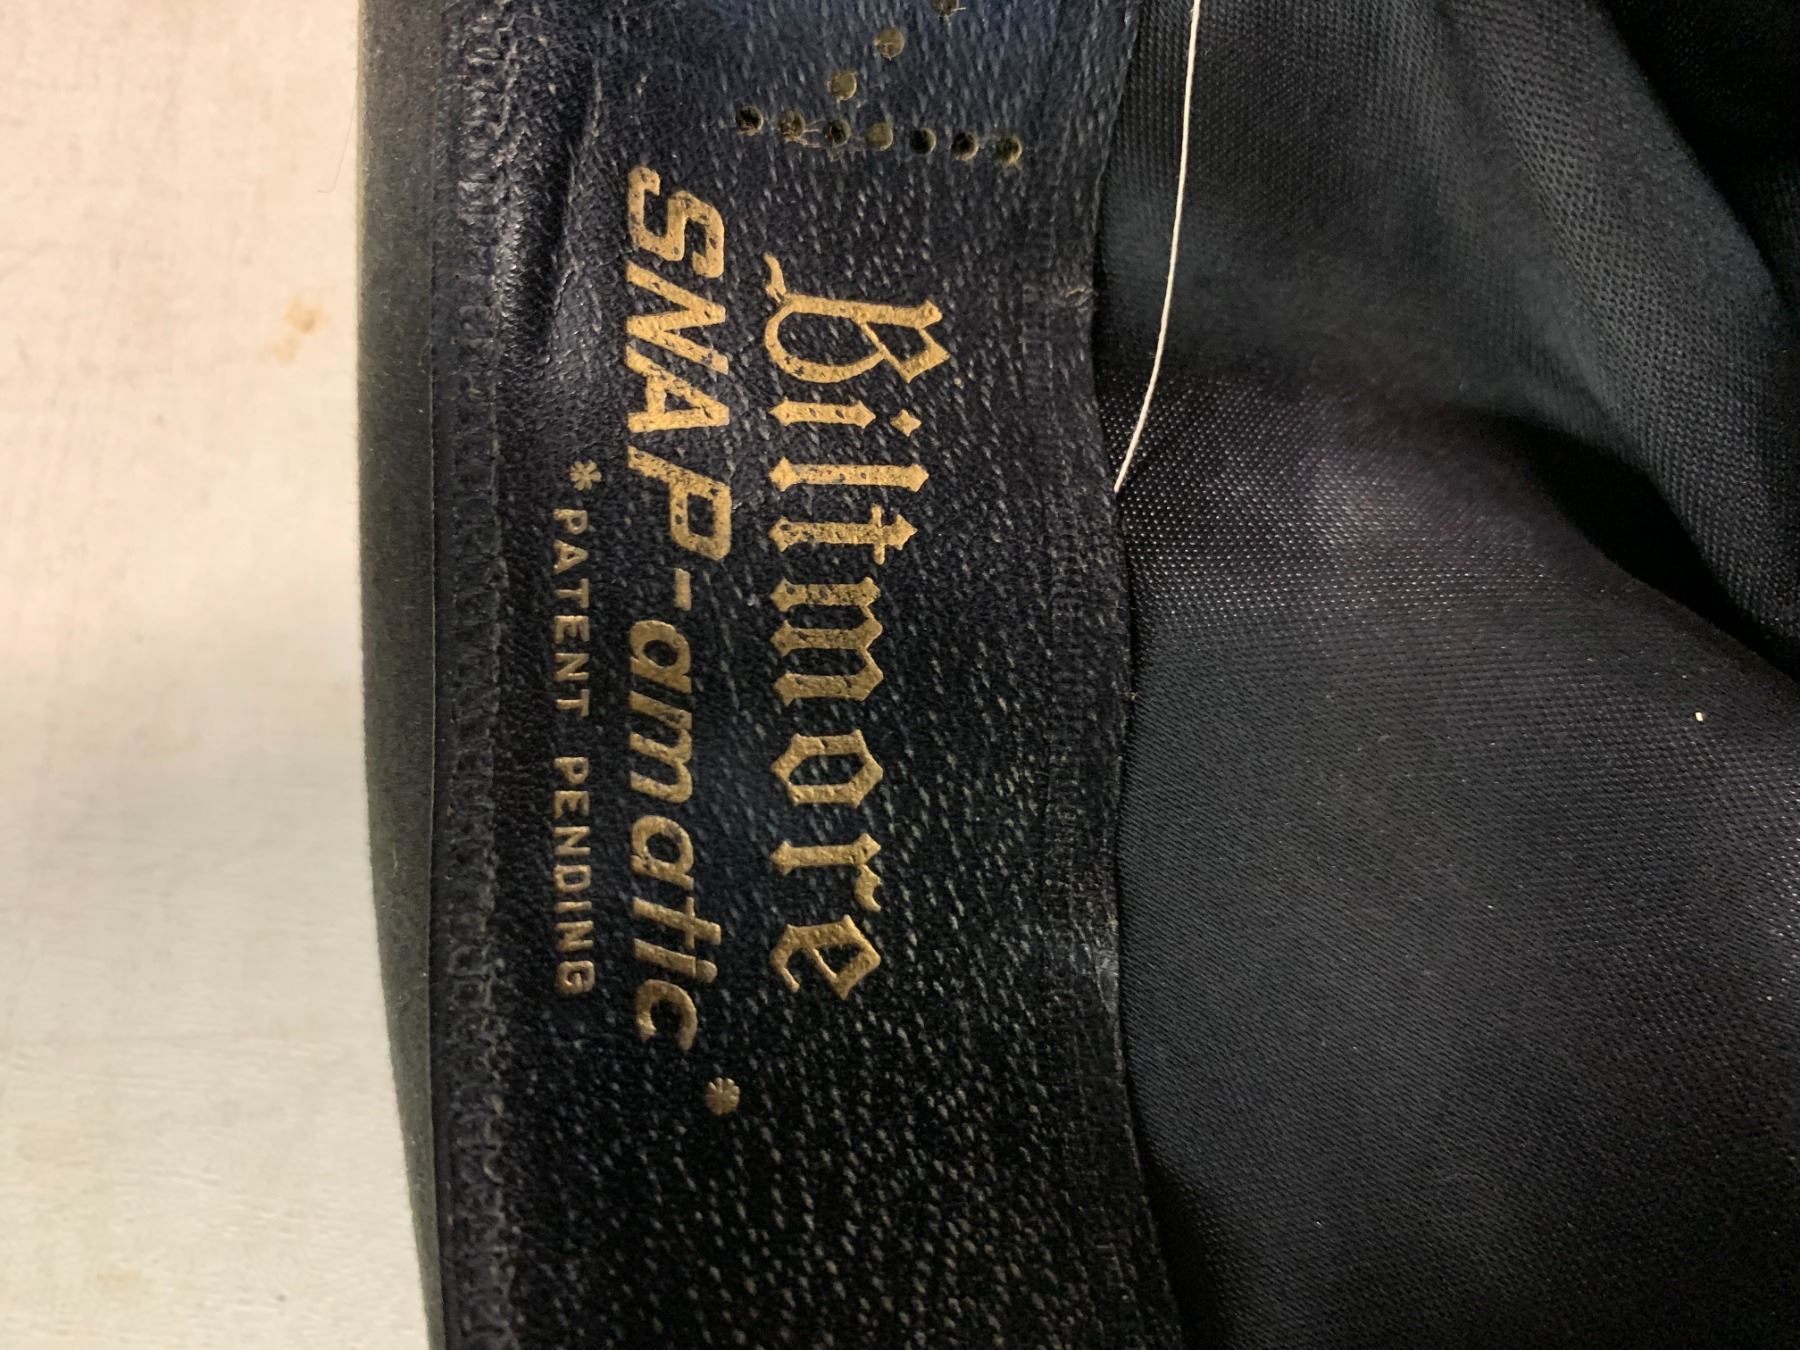 Biltmore
SNAP-amatic *
* PATENT PENDING